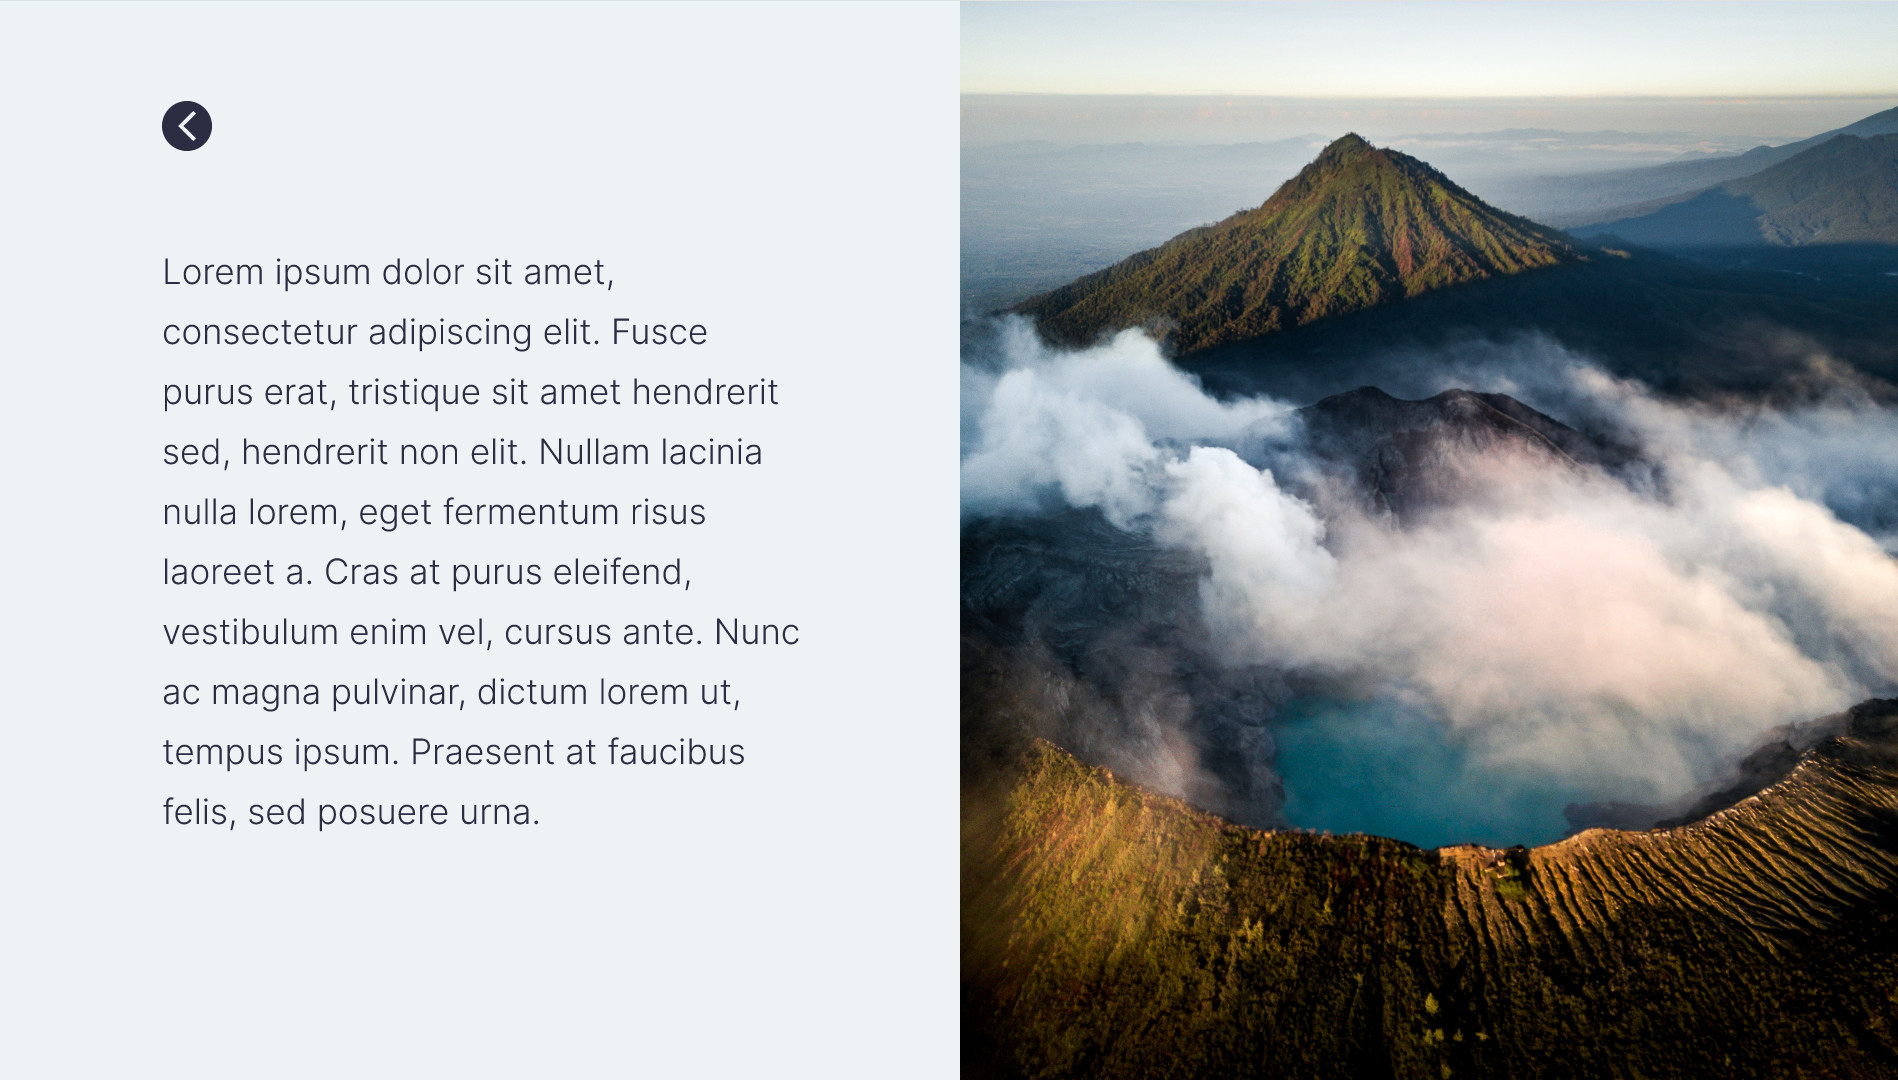 Lorem ipsum dolor sit amet,
consectetur adipiscing elit. Fusce
purus erat, tristique sit amet hendrerit
sed, hendrerit non elit. Nullam lacinia
nulla lorem, eget fermentum risus
laoreet a. Cras at purus eleifend,
vestibulum enim vel, cursus ante. Nunc
ac magna pulvinar, dictum lorem ut,
tempus ipsum. Praesent at faucibus
felis, sed posuere urna.